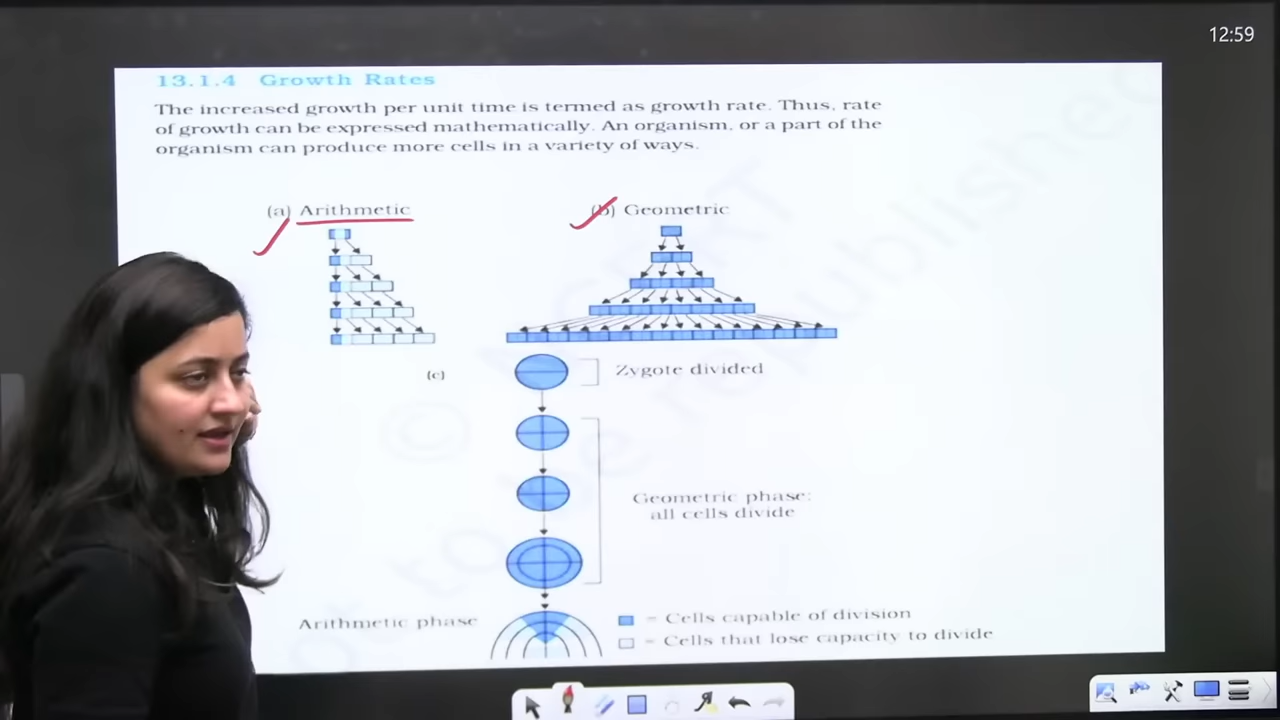 12:59
13.1.4 Growth Rates
The increased growth per unit time is termed as growth rate. Thus, rate
of growth can be expressed mathematically. An organism, or a part of the
organism can produce more cells in a variety of ways.
(a) Arithmetic
(b) Geometric
(c)
Zygote divided
Geometric phase:
all cells divide
Arithmetic phase
= Cells capable of division
= Cells that lose capacity to divide